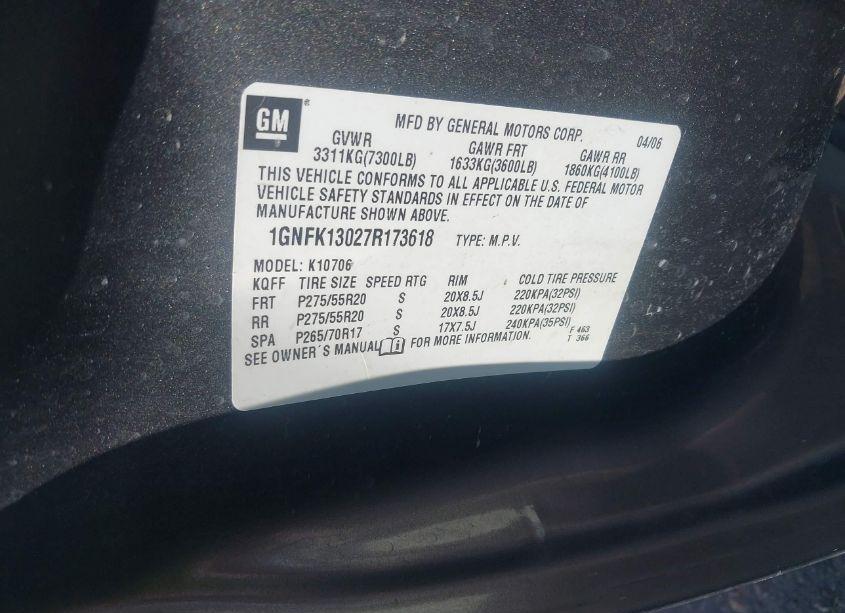 GM ®
MFD BY GENERAL MOTORS CORP. 04/06
GVWR GAWR FRT GAWR RR
3311KG(7300LB) 1633KG(3600LB) 1860KG(4100LB)
THIS VEHICLE CONFORMS TO ALL APPLICABLE U.S. FEDERAL MOTOR
VEHICLE SAFETY STANDARDS IN EFFECT ON THE DATE OF
MANUFACTURE SHOWN ABOVE.
1GNFK13027R173618 TYPE: M.P.V.
MODEL: K10706
KQFF TIRE SIZE SPEED RTG RIM COLD TIRE PRESSURE
FRT P275/55R20 S 20X8.5J 220KPA(32PSI)
RR P275/55R20 S 20X8.5J 220KPA(32PSI)
SPA P265/70R17 S 17X7.5J 240KPA(35PSI)
SEE OWNER´S MANUAL FOR MORE INFORMATION.
F 463
T 366